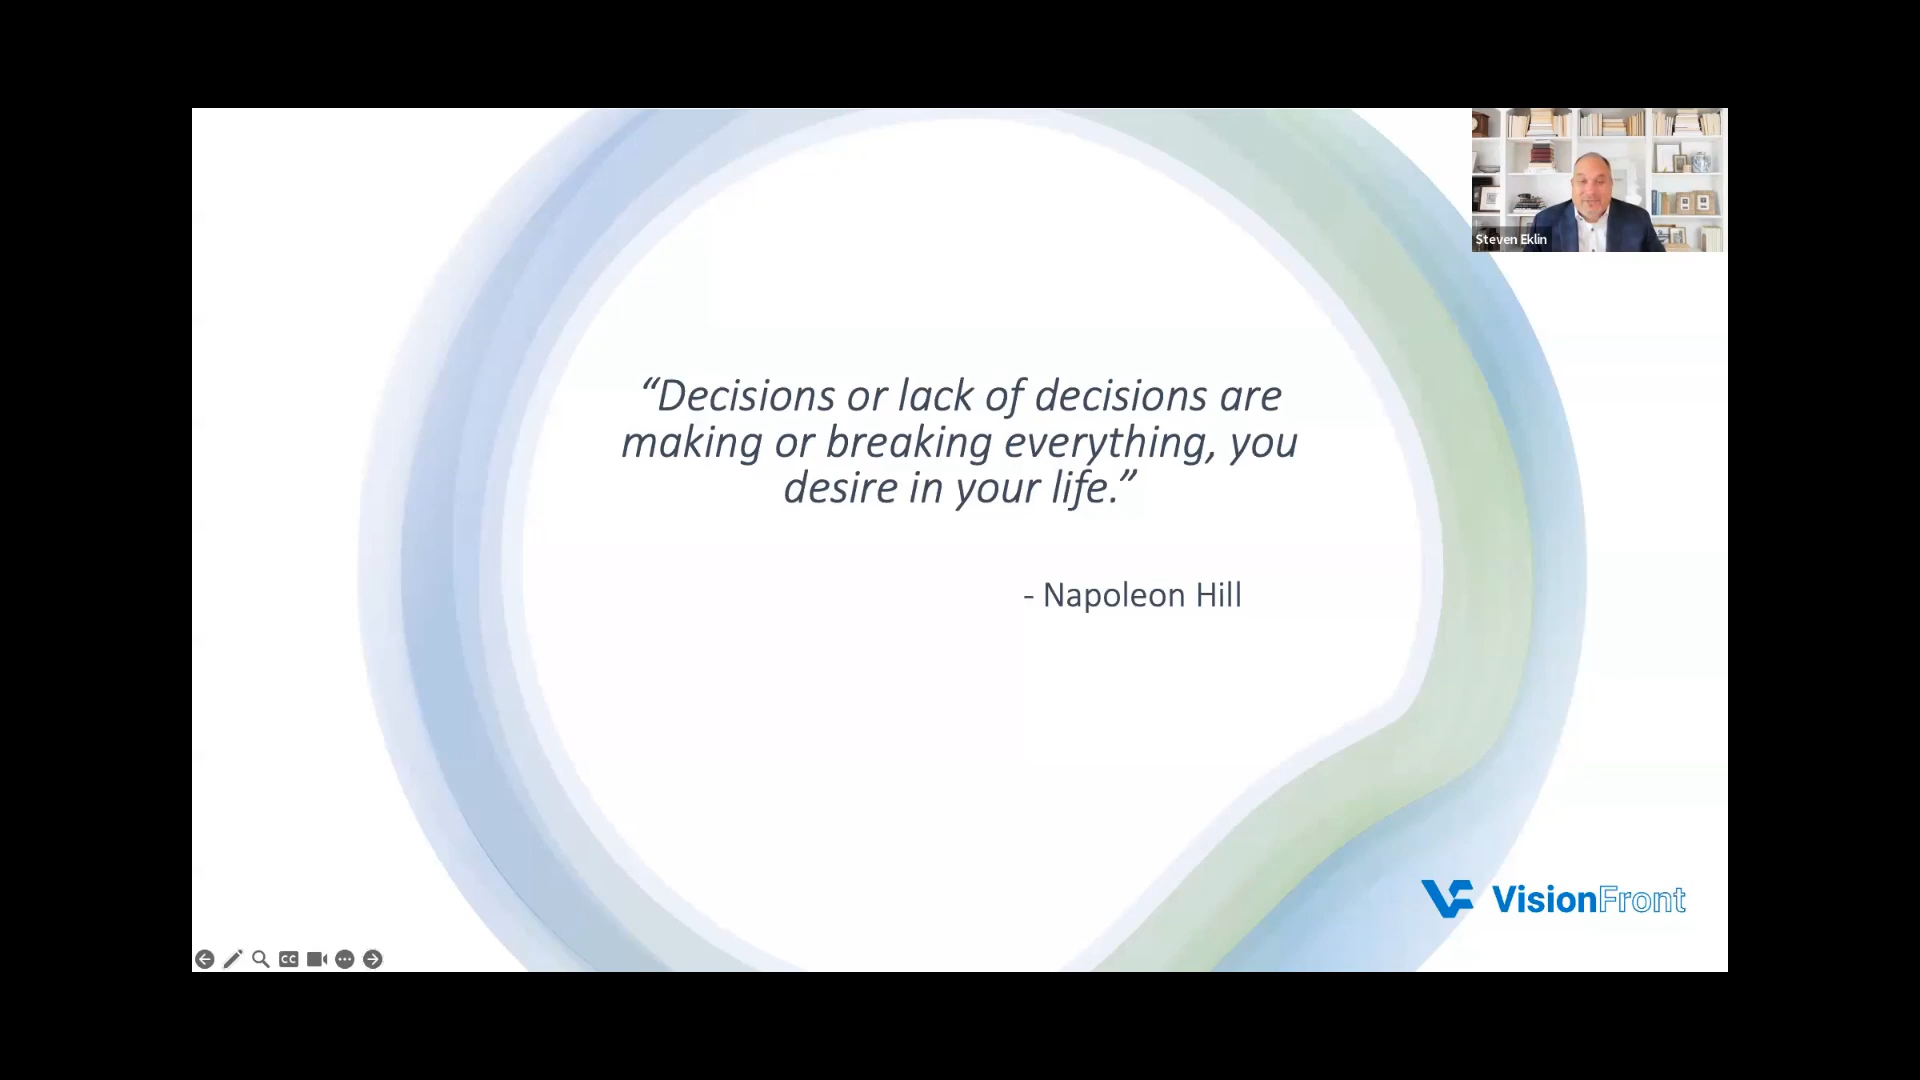 Steven Eklin
“Decisions or lack of decisions are
making or breaking everything, you
desire in your life.”
- Napoleon Hill
VisionFront
CC